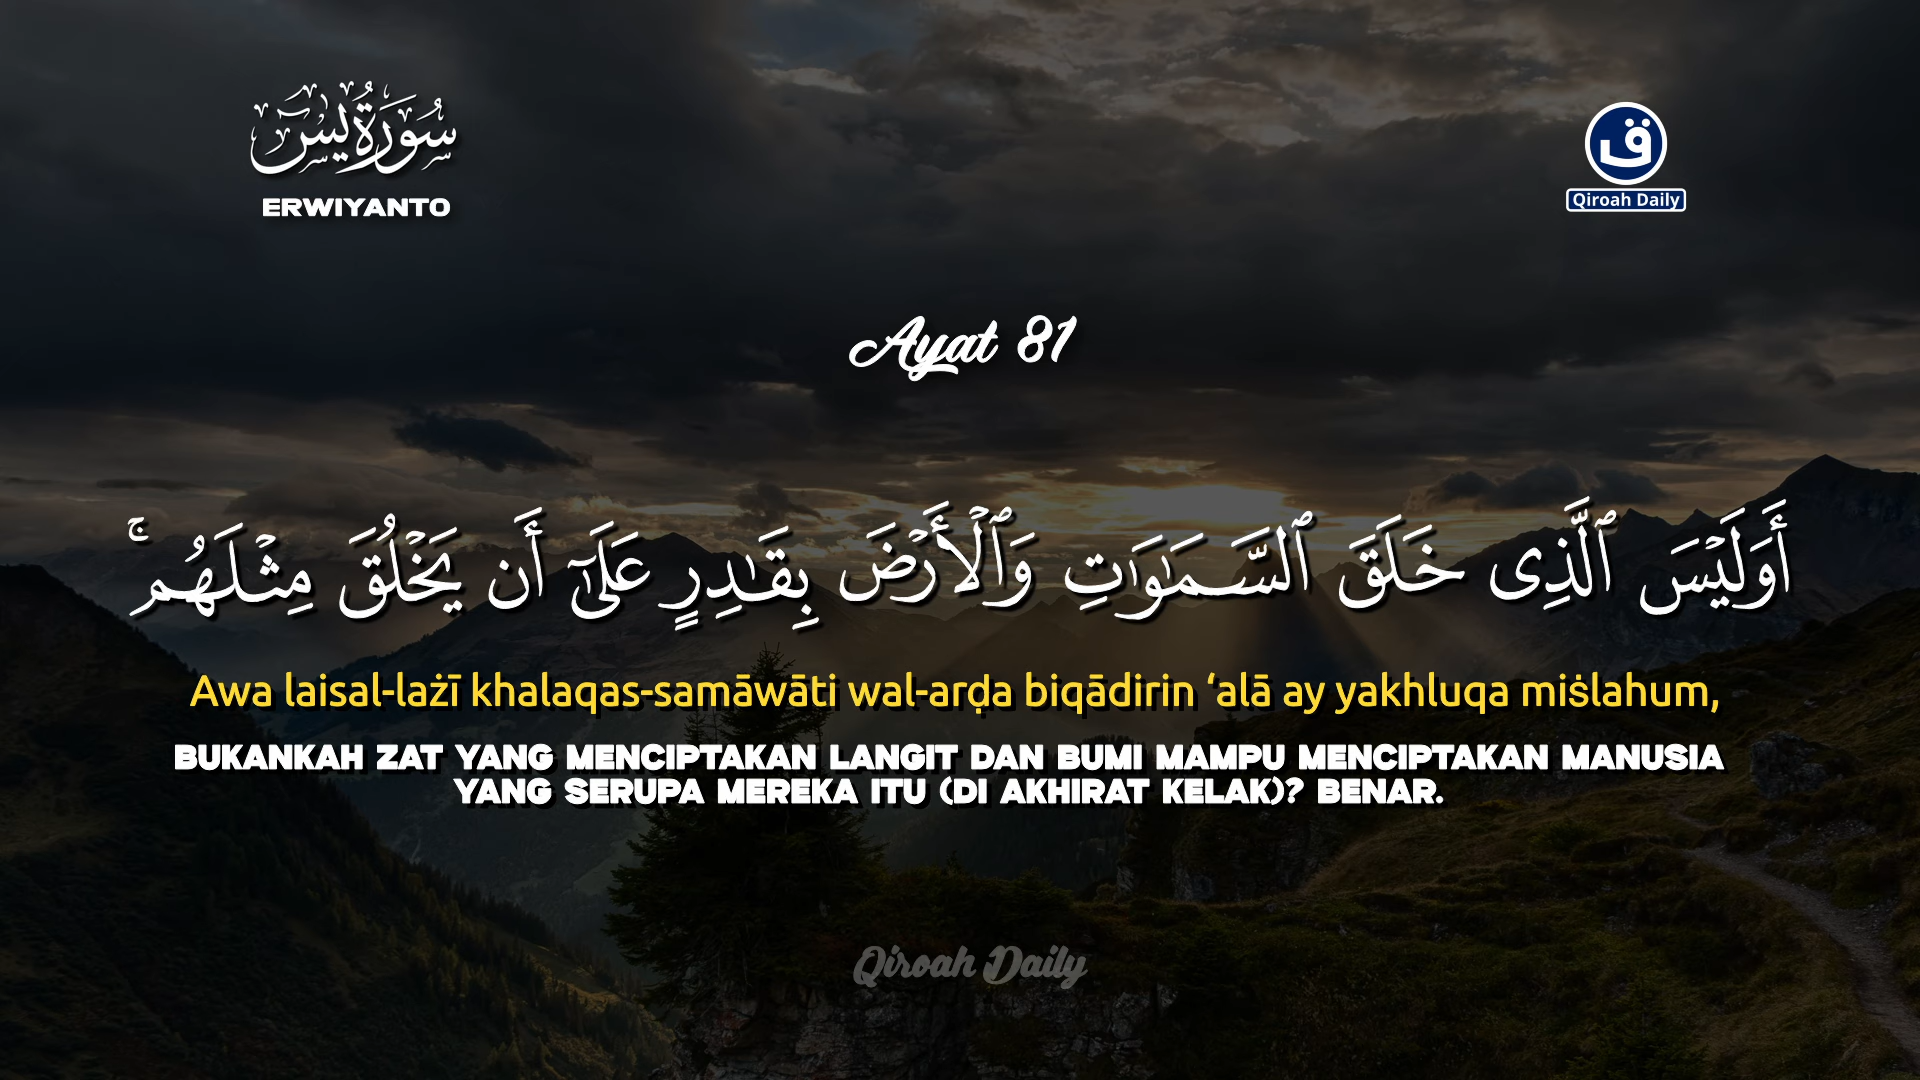 سُورَةُ يسٓ
ERWIYANTO
ق
Qiroah Daily
Ayat 81
أَوَلَيْسَ ٱلَّذِى خَلَقَ ٱلسَّمَـٰوَٰتِ وَٱلْأَرْضَ بِقَـٰدِرٍ عَلَىٰٓ أَن يَخْلُقَ مِثْلَهُم ۚ
Awa laisal-lażī khalaqas-samāwāti wal-arḍa biqādirin ‘alā ay yakhluqa miṡlahum,
BUKANKAH ZAT YANG MENCIPTAKAN LANGIT DAN BUMI MAMPU MENCIPTAKAN MANUSIA
YANG SERUPA MEREKA ITU (DI AKHIRAT KELAK)? BENAR.
Qiroah Daily